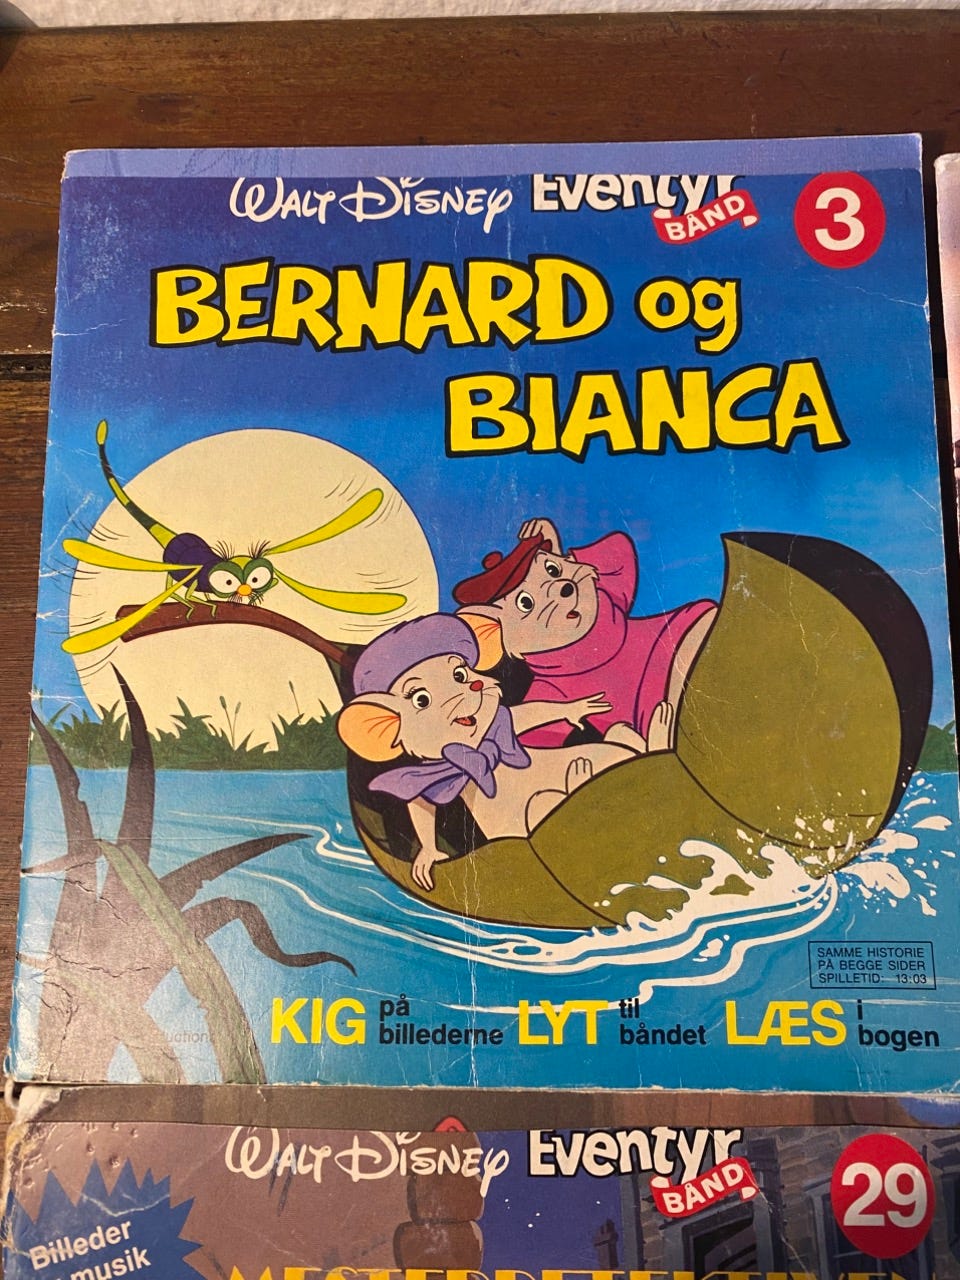 WALT DISNEY Eventyr
BÅND
3
BERNARD og
BIANCA
SAMME HISTORIE
PÅ BEGGE SIDER
SPILLETID: 13:03
KIG på billederne LYT til båndet LÆS i bogen
WALT DISNEY Eventyr
BÅND
29
Billeder
musik